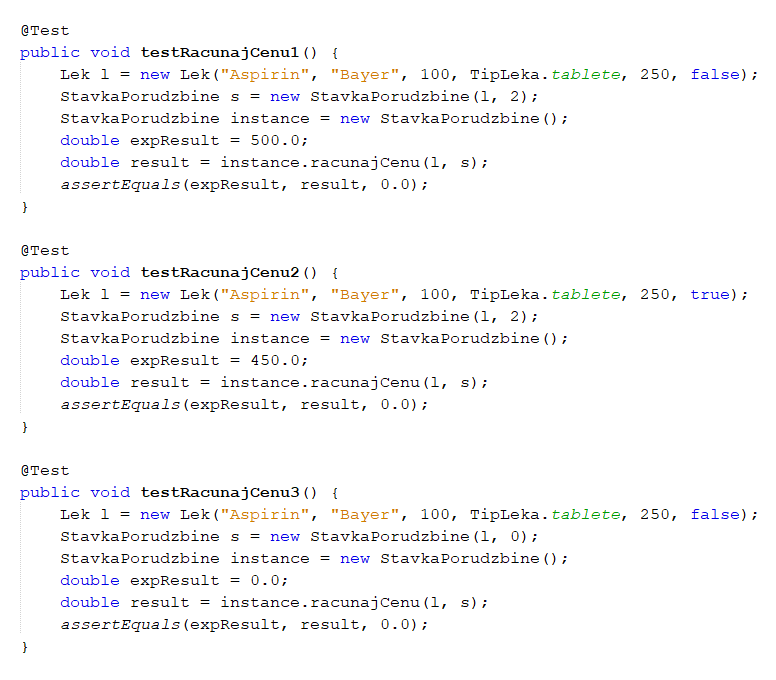 @Test
public void testRacunajCenu1() {
    Lek l = new Lek("Aspirin", "Bayer", 100, TipLeka.tablete, 250, false);
    StavkaPorudzbine s = new StavkaPorudzbine(l, 2);
    StavkaPorudzbine instance = new StavkaPorudzbine();
    double expResult = 500.0;
    double result = instance.racunajCenu(l, s);
    assertEquals(expResult, result, 0.0);
}

@Test
public void testRacunajCenu2() {
    Lek l = new Lek("Aspirin", "Bayer", 100, TipLeka.tablete, 250, true);
    StavkaPorudzbine s = new StavkaPorudzbine(l, 2);
    StavkaPorudzbine instance = new StavkaPorudzbine();
    double expResult = 450.0;
    double result = instance.racunajCenu(l, s);
    assertEquals(expResult, result, 0.0);
}

@Test
public void testRacunajCenu3() {
    Lek l = new Lek("Aspirin", "Bayer", 100, TipLeka.tablete, 250, false);
    StavkaPorudzbine s = new StavkaPorudzbine(l, 0);
    StavkaPorudzbine instance = new StavkaPorudzbine();
    double expResult = 0.0;
    double result = instance.racunajCenu(l, s);
    assertEquals(expResult, result, 0.0);
}